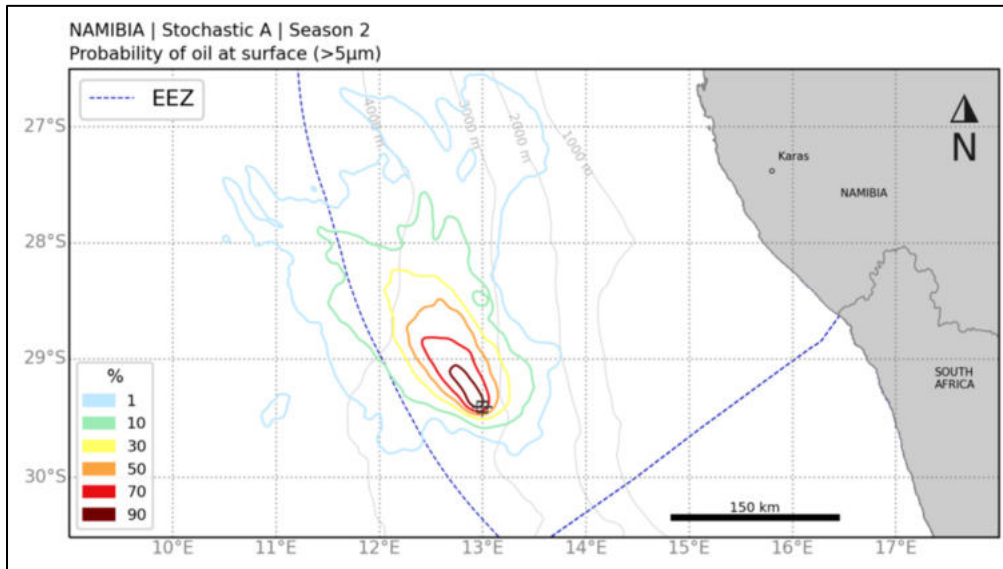 NAMIBIA | Stochastic A | Season 2
Probability of oil at surface (>5μm)
EEZ
4000 m
3000 m
2000 m
1000 m
N
Karas
NAMIBIA
SOUTH
AFRICA
27°S
28°S
29°S
30°S
%
1
10
30
50
70
90
150 km
10°E
11°E
12°E
13°E
14°E
15°E
16°E
17°E